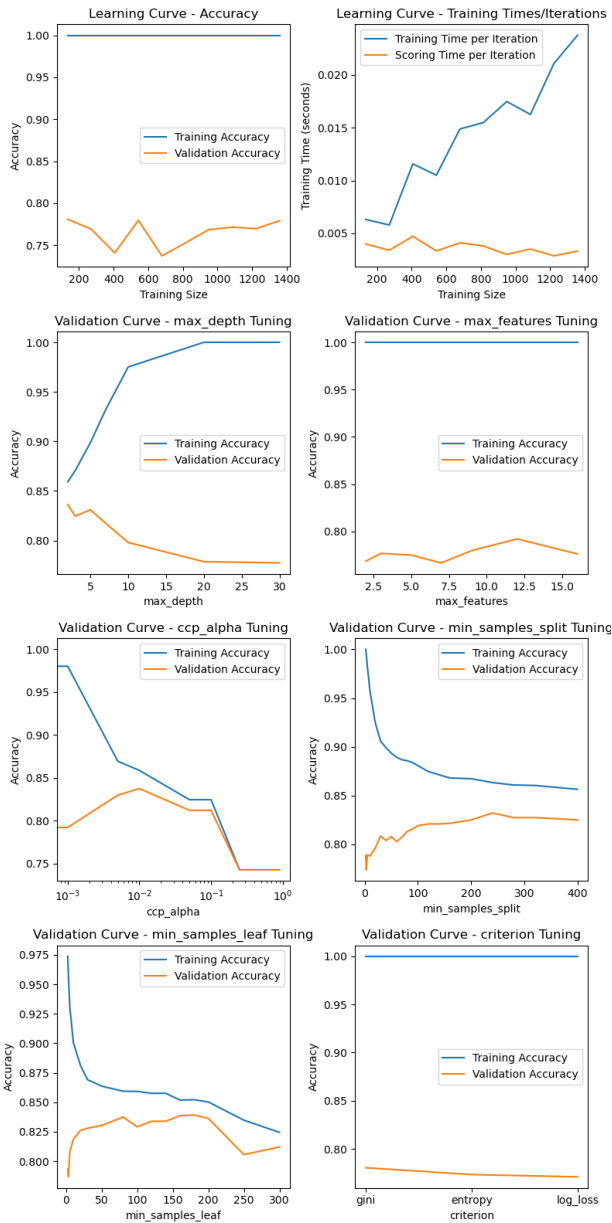 Learning Curve - Accuracy
1.00
0.95
0.90
0.85
0.80
0.75
Accuracy
Training Accuracy
Validation Accuracy
200 400 600 800 1000 1200 1400
Training Size
Learning Curve - Training Times/Iterations
Training Time per Iteration
Scoring Time per Iteration
0.020
0.015
0.010
0.005
Training Time (seconds)
200 400 600 800 1000 1200 1400
Training Size
Validation Curve - max_depth Tuning
1.00
0.95
0.90
0.85
0.80
Accuracy
Training Accuracy
Validation Accuracy
5 10 15 20 25 30
max_depth
Validation Curve - max_features Tuning
1.00
0.95
0.90
0.85
0.80
Accuracy
Training Accuracy
Validation Accuracy
2.5 5.0 7.5 10.0 12.5 15.0
max_features
Validation Curve - ccp_alpha Tuning
Training Accuracy
Validation Accuracy
1.00
0.95
0.90
0.85
0.80
0.75
Accuracy
10⁻³ 10⁻² 10⁻¹ 10⁰
ccp_alpha
Validation Curve - min_samples_split Tuning
Training Accuracy
Validation Accuracy
1.00
0.95
0.90
0.85
0.80
Accuracy
0 100 200 300 400
min_samples_split
Validation Curve - min_samples_leaf Tuning
Training Accuracy
Validation Accuracy
0.975
0.950
0.925
0.900
0.875
0.850
0.825
0.800
Accuracy
0 50 100 150 200 250 300
min_samples_leaf
Validation Curve - criterion Tuning
1.00
0.95
0.90
0.85
0.80
Accuracy
Training Accuracy
Validation Accuracy
gini entropy log_loss
criterion